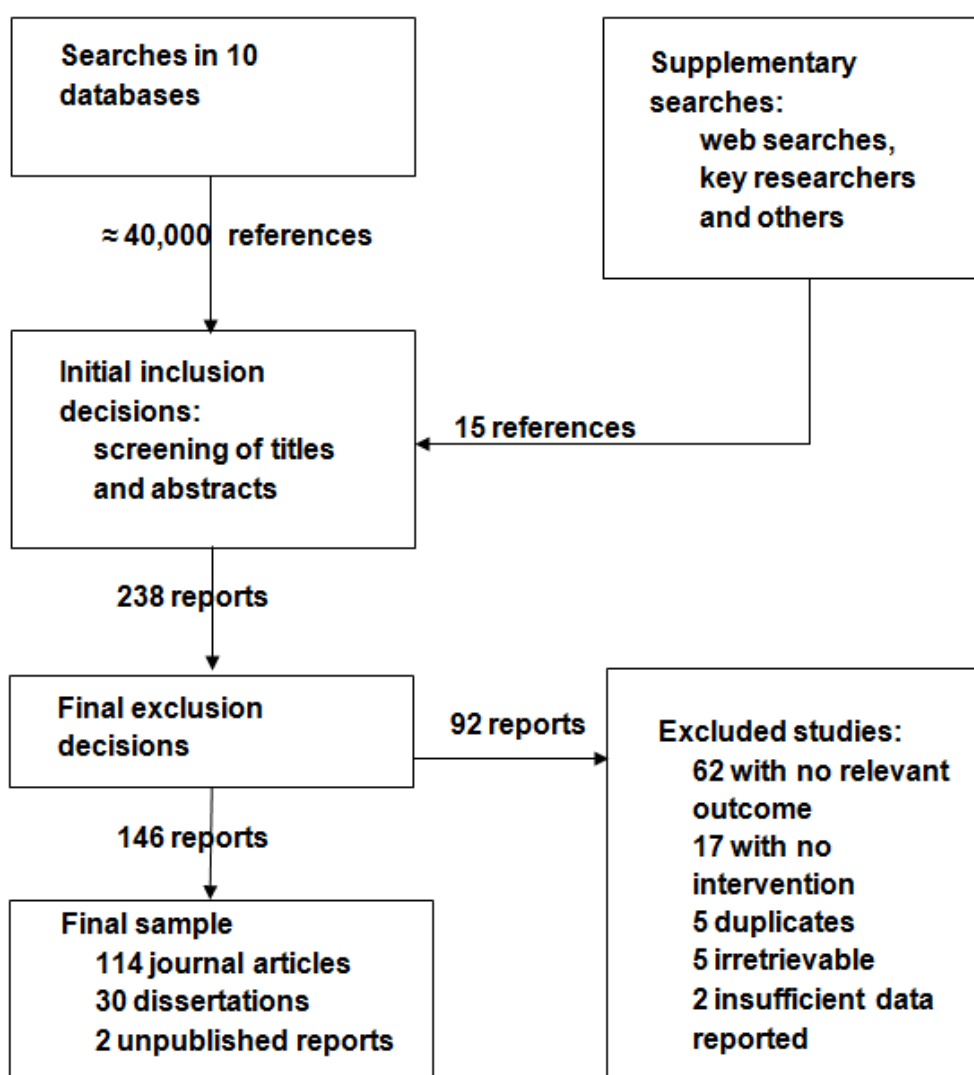 Searches in 10
databases
Supplementary
searches:
web searches,
key researchers
and others
≈ 40,000 references
Initial inclusion
decisions:
screening of titles
and abstracts
15 references
238 reports
Final exclusion
decisions
92 reports
Excluded studies:
62 with no relevant
outcome
17 with no
intervention
5 duplicates
5 irretrievable
2 insufficient data
reported
146 reports
Final sample
114 journal articles
30 dissertations
2 unpublished reports